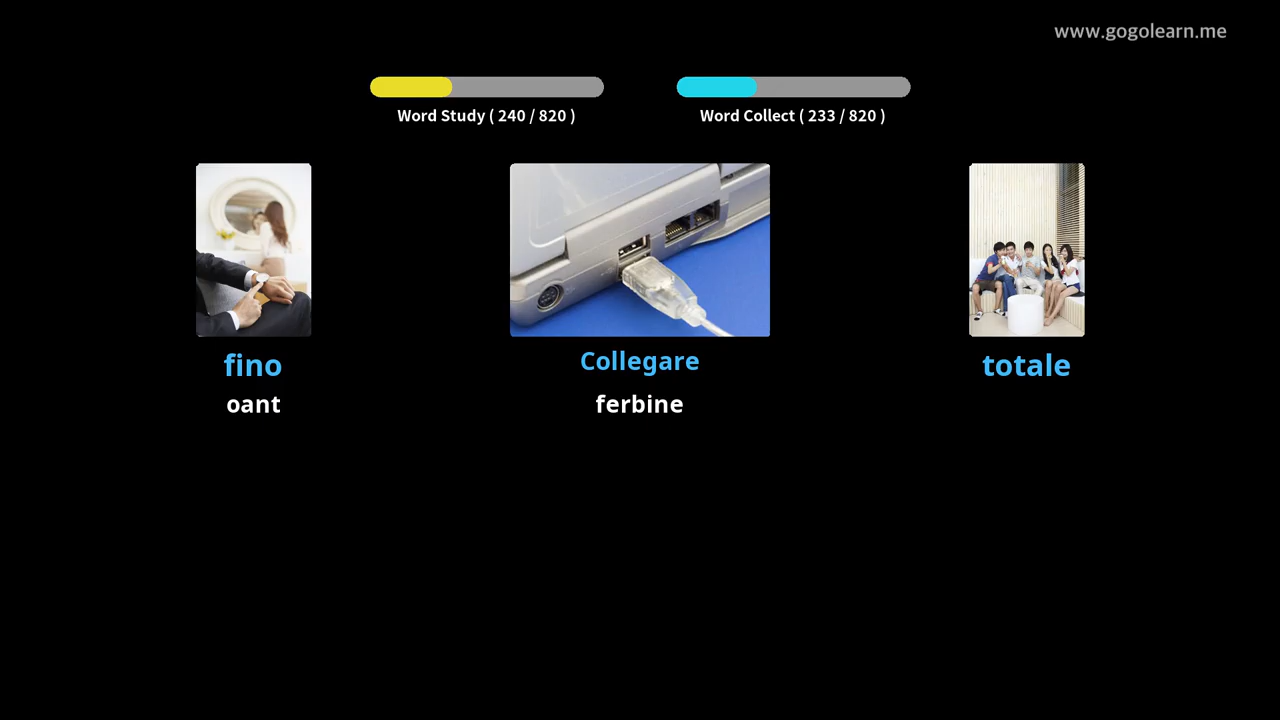 www.gogolearn.me
Word Study ( 240 / 820 )
Word Collect ( 233 / 820 )
fino
oant
Collegare
ferbine
totale